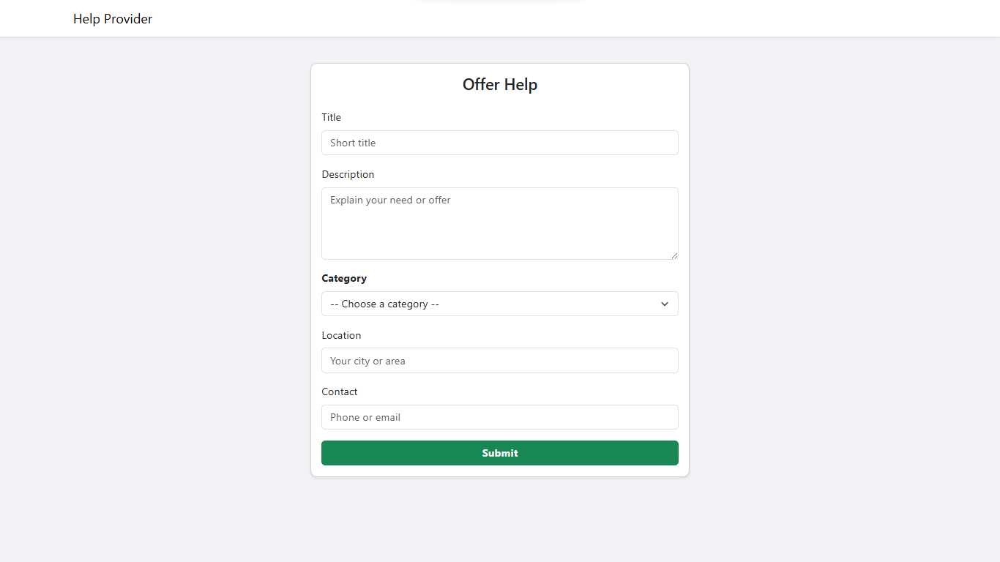 Help Provider
Offer Help
Title
Short title
Description
Explain your need or offer
Category
-- Choose a category --
Location
Your city or area
Contact
Phone or email
Submit